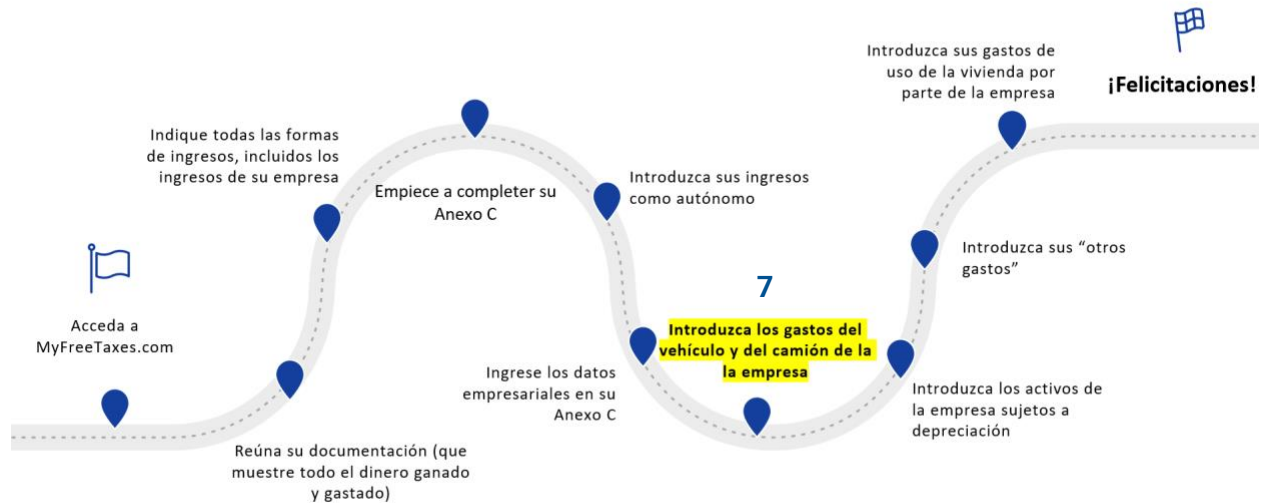 Acceda a
MyFreeTaxes.com
Reúna su documentación (que
muestre todo el dinero ganado
y gastado)
Indique todas las formas
de ingresos, incluidos los
ingresos de su empresa
Empiece a completer su
Anexo C
Introduzca sus ingresos
como autónomo
Ingrese los datos
empresariales en su
Anexo C
7
Introduzca los gastos del
vehículo y del camión de la
la empresa
Introduzca los activos de
la empresa sujetos a
depreciación
Introduzca sus “otros
gastos”
Introduzca sus gastos de
uso de la vivienda por
parte de la empresa
¡Felicitaciones!